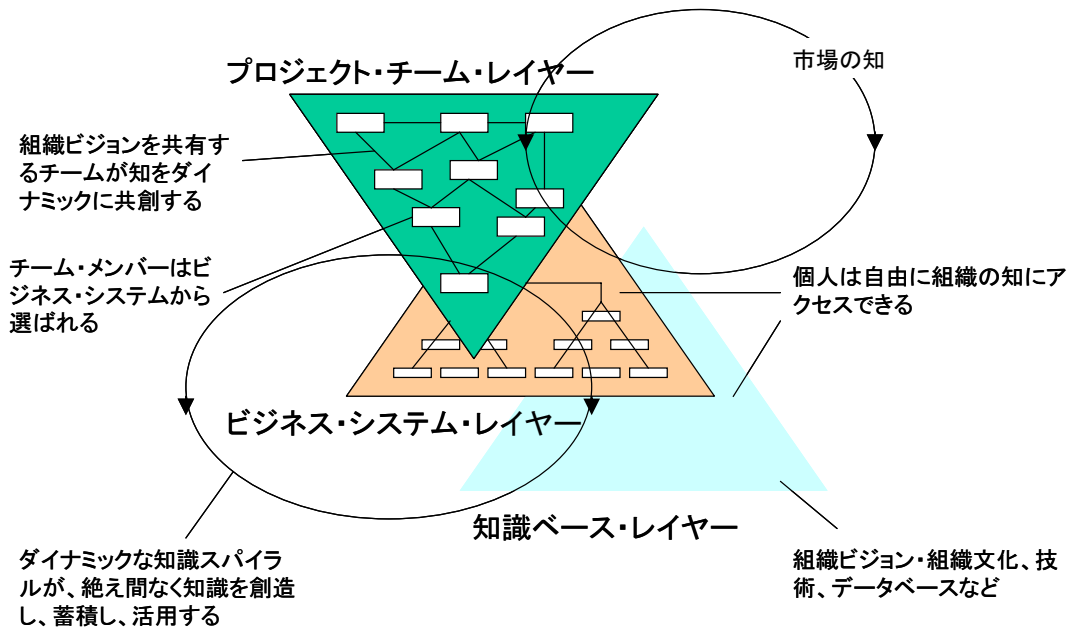 市場の知
プロジェクト・チーム・レイヤー
組織ビジョンを共有す
るチームが知をダイ
ナミックに共創する
チーム・メンバーはビ
ジネス・システムから
選ばれる
個人は自由に組織の知にア
クセスできる
ビジネス・システム・レイヤー
知識ベース・レイヤー
ダイナミックな知識スパイラ
ルが、絶え間なく知識を創造
し、蓄積し、活用する
組織ビジョン・組織文化、技
術、データベースなど